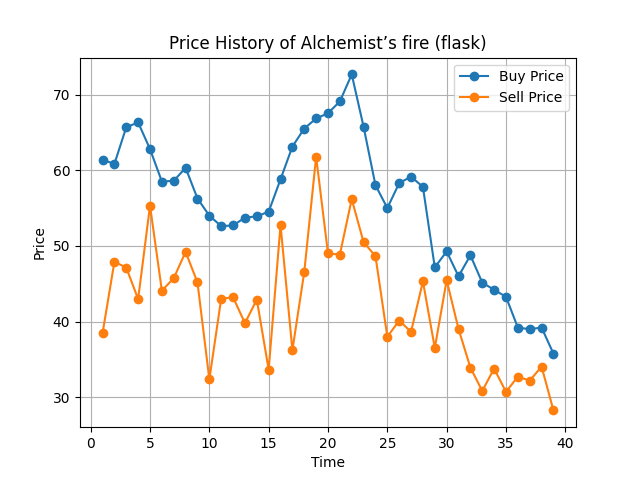 Price History of Alchemist’s fire (flask)
Buy Price
Sell Price
70
60
50
40
30
Price
0 5 10 15 20 25 30 35 40
Time